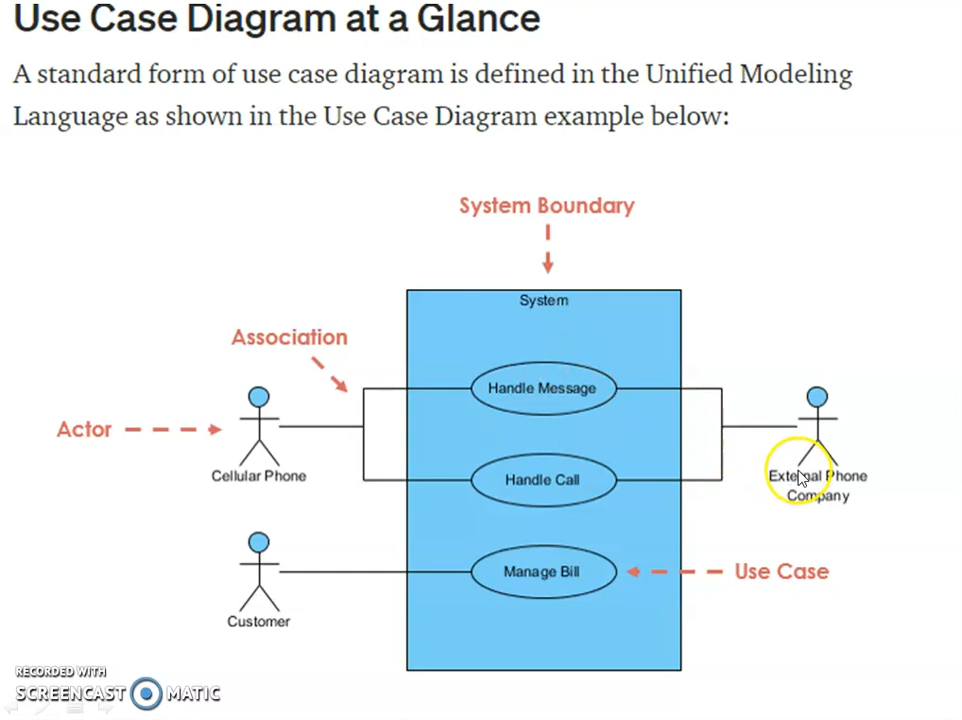 Use Case Diagram at a Glance
A standard form of use case diagram is defined in the Unified Modeling
Language as shown in the Use Case Diagram example below:
System Boundary
System
Association
Handle Message
Actor
Cellular Phone
Handle Call
External Phone
Company
Manage Bill
Use Case
Customer
RECORDED WITH
SCREENCAST MATIC